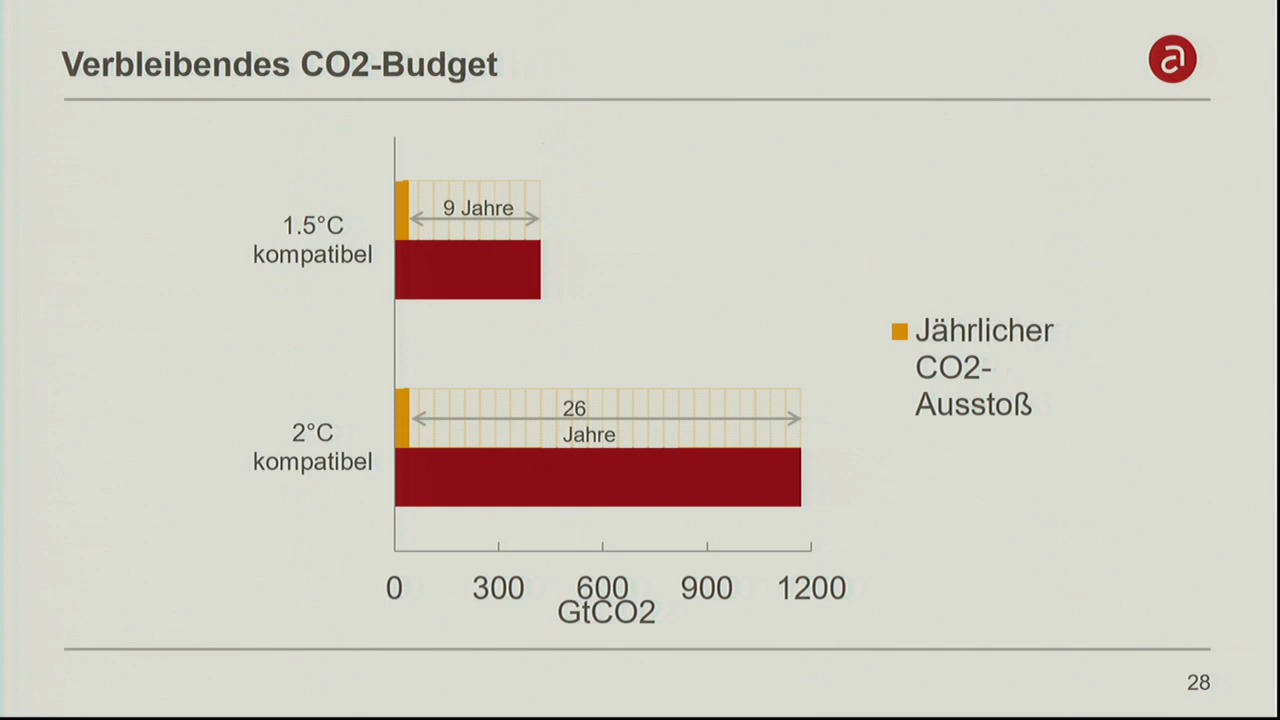 Verbleibendes CO2-Budget
a
1.5°C
kompatibel
9 Jahre
2°C
kompatibel
26
Jahre
Jährlicher
CO2-
Ausstoß
0 300 600 900 1200
GtCO2
28